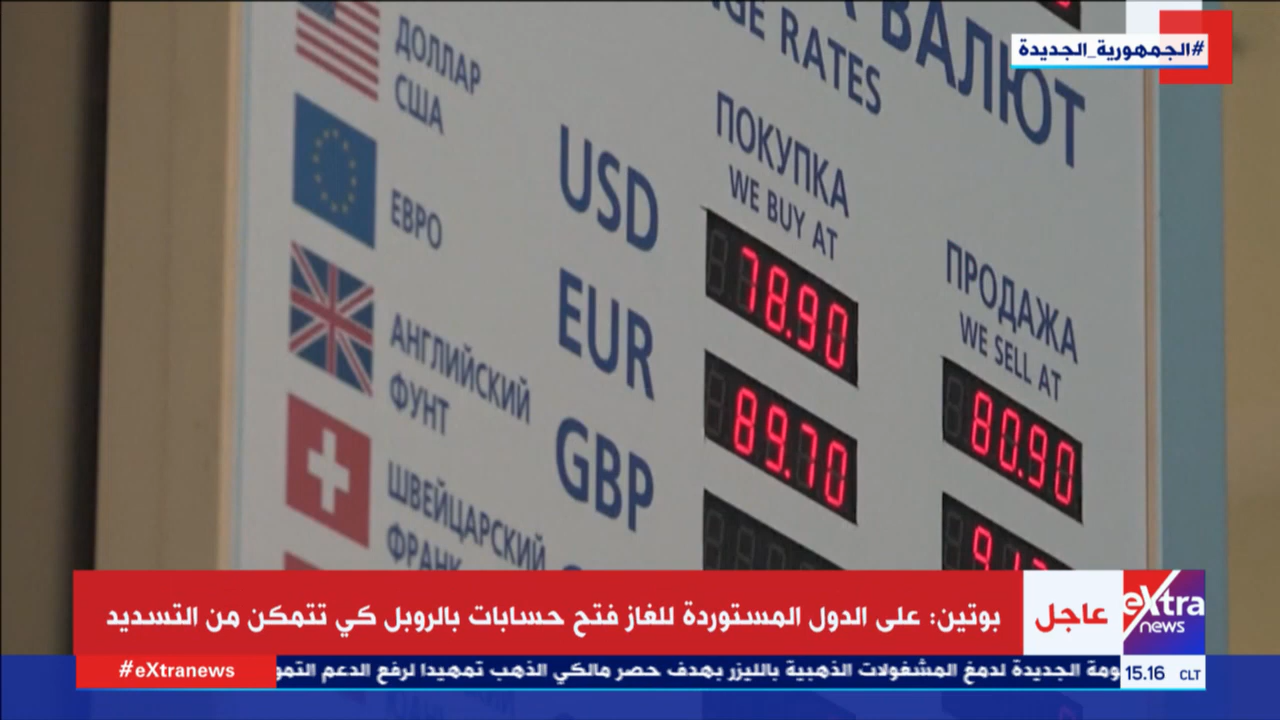 #الجمهورية_الجديدة
ВАЛЮТ
RATES
ДОЛЛАР
США
USD
ПОКУПКА
WE BUY AT
78.90
ПРОДАЖА
WE SELL AT
80.90
ЕВРО
EUR
89.70
АНГЛИЙСКИЙ
ФУНТ
GBP
ШВЕЙЦАРСКИЙ
ФРАНК
عاجل
بوتين: على الدول المستوردة للغاز فتح حسابات بالروبل كي تتمكن من التسديد
eXtra
news
الجديدة لدمغ المشغولات الذهبية بالليزر بهدف حصر مالكي الذهب تمهيدا لرفع الدعم
#eXtranews
15.16 CLT